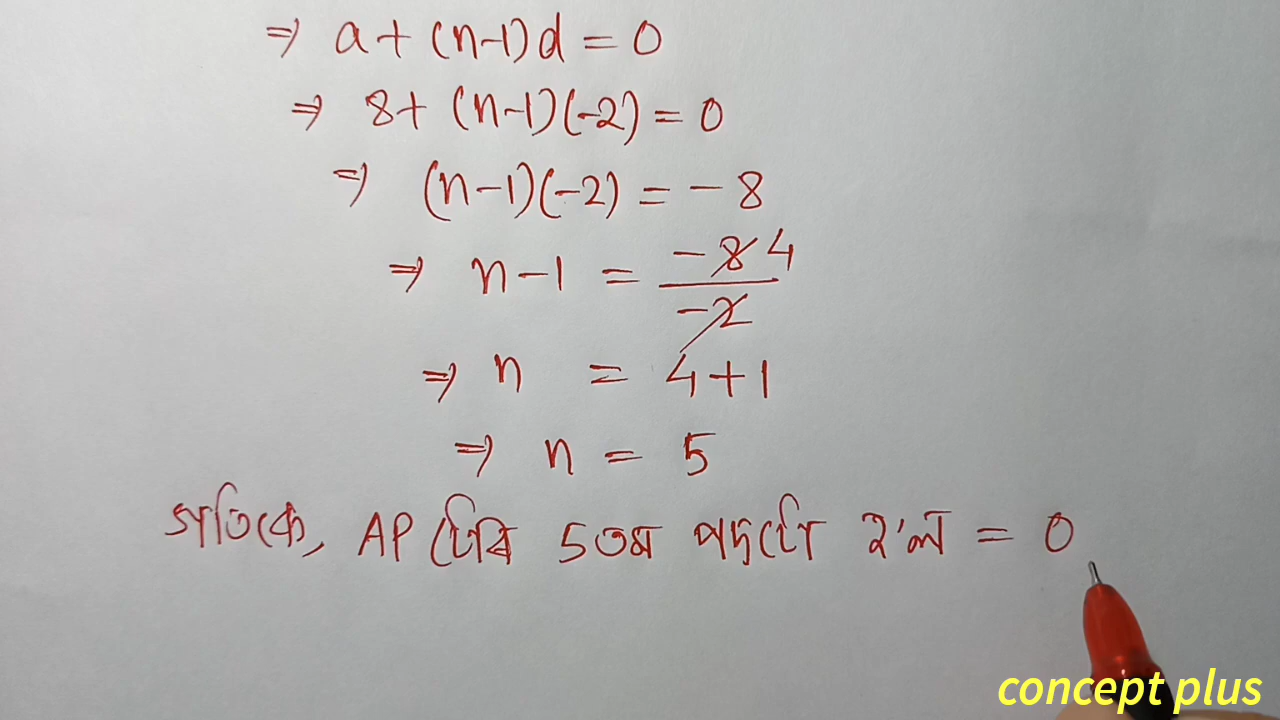 ⇒ a + (n-1)d = 0
⇒ 8 + (n-1)(-2) = 0
⇒ (n-1)(-2) = -8
⇒ n-1 = -8 4 / -2
⇒ n = 4+1
⇒ n = 5
গতিকে, AP টোৰ 5তম পদটো হ'ল = 0
concept plus